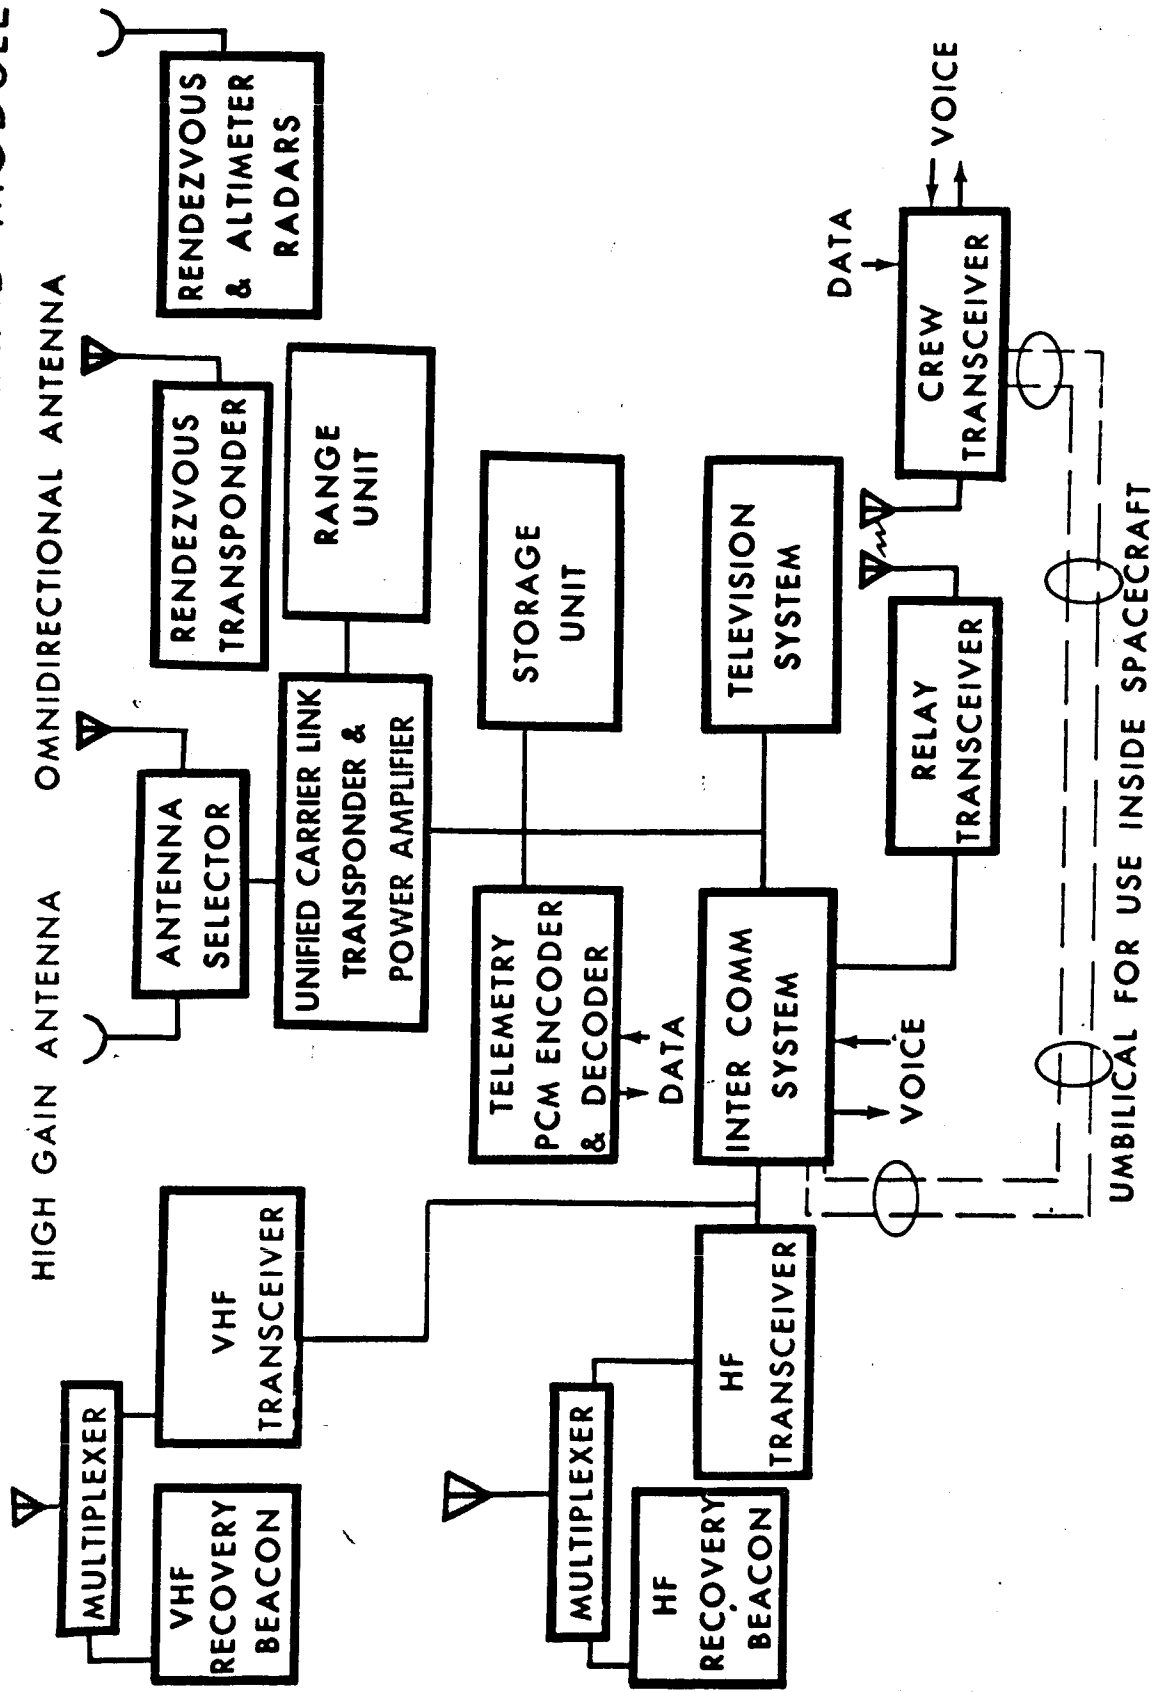 HIGH GAIN ANTENNA
OMNIDIRECTIONAL ANTENNA
MULTIPLEXER
VHF
RECOVERY
BEACON
VHF
TRANSCEIVER
ANTENNA
SELECTOR
RENDEZVOUS
TRANSPONDER
RENDEZVOUS
& ALTIMETER
RADARS
UNIFIED CARRIER LINK
TRANSPONDER &
POWER AMPLIFIER
RANGE
UNIT
TELEMETRY
PCM ENCODER
& DECODER
DATA
STORAGE
UNIT
MULTIPLEXER
HF
RECOVERY
BEACON
HF
TRANSCEIVER
INTER COMM
SYSTEM
VOICE
TELEVISION
SYSTEM
RELAY
TRANSCEIVER
DATA
CREW
TRANSCEIVER
VOICE
UMBILICAL FOR USE INSIDE SPACECRAFT